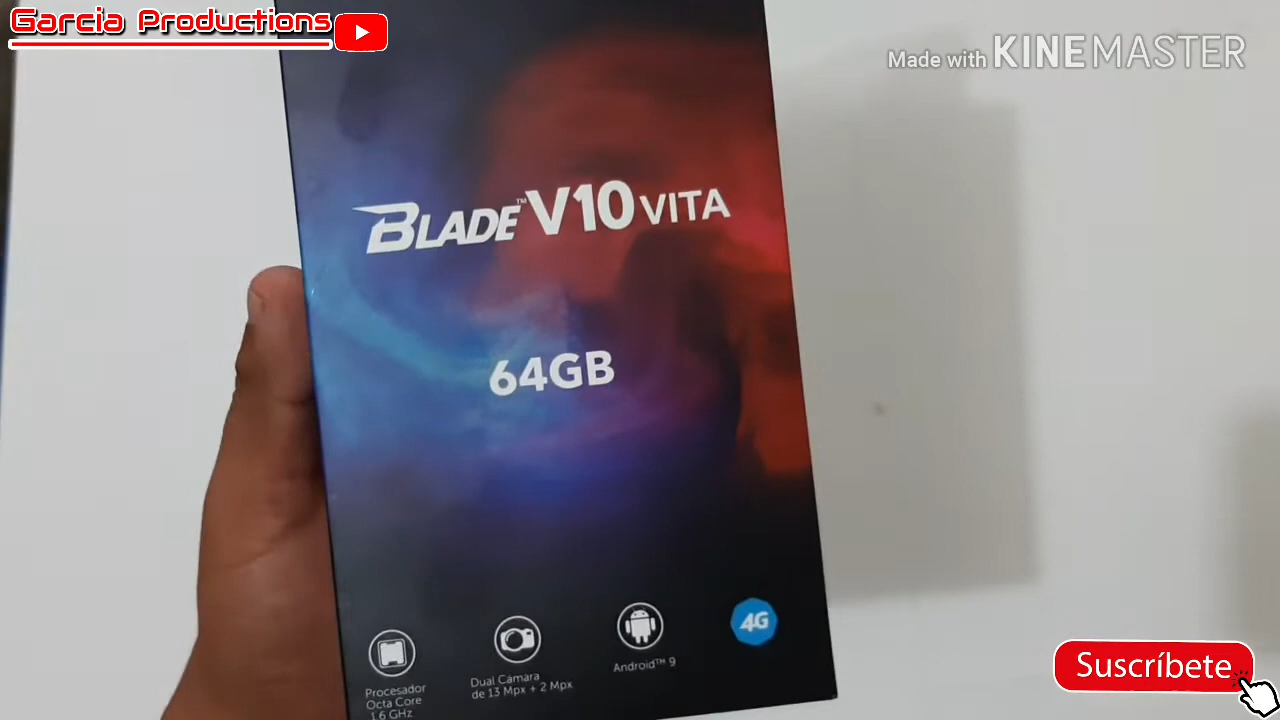 Garcia Productions
Made with KINEMASTER
BLADE™ V10 VITA
64GB
Procesador
Octa Core
1.6 GHz
Dual Cámara
de 13 Mpx + 2 Mpx
Android™ 9
4G
Suscríbete